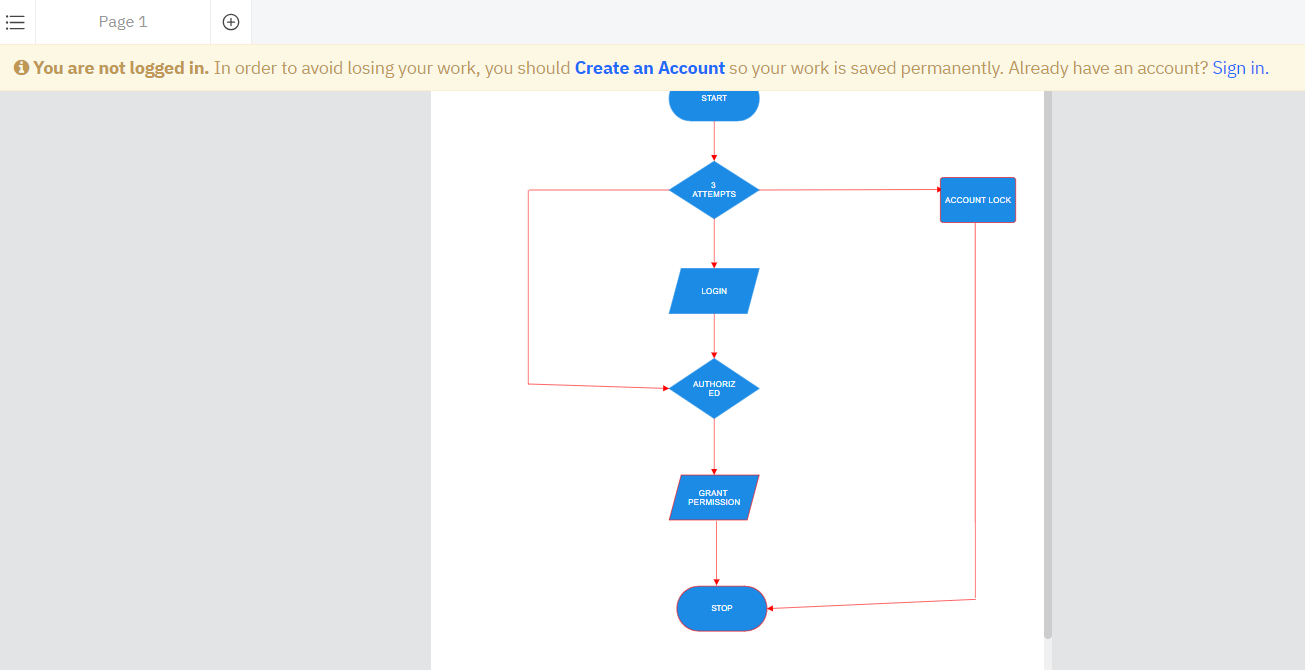 Page 1
You are not logged in. In order to avoid losing your work, you should Create an Account so your work is saved permanently. Already have an account? Sign in.
START
3
ATTEMPTS
ACCOUNT LOCK
LOGIN
AUTHORIZ
ED
GRANT
PERMISSION
STOP